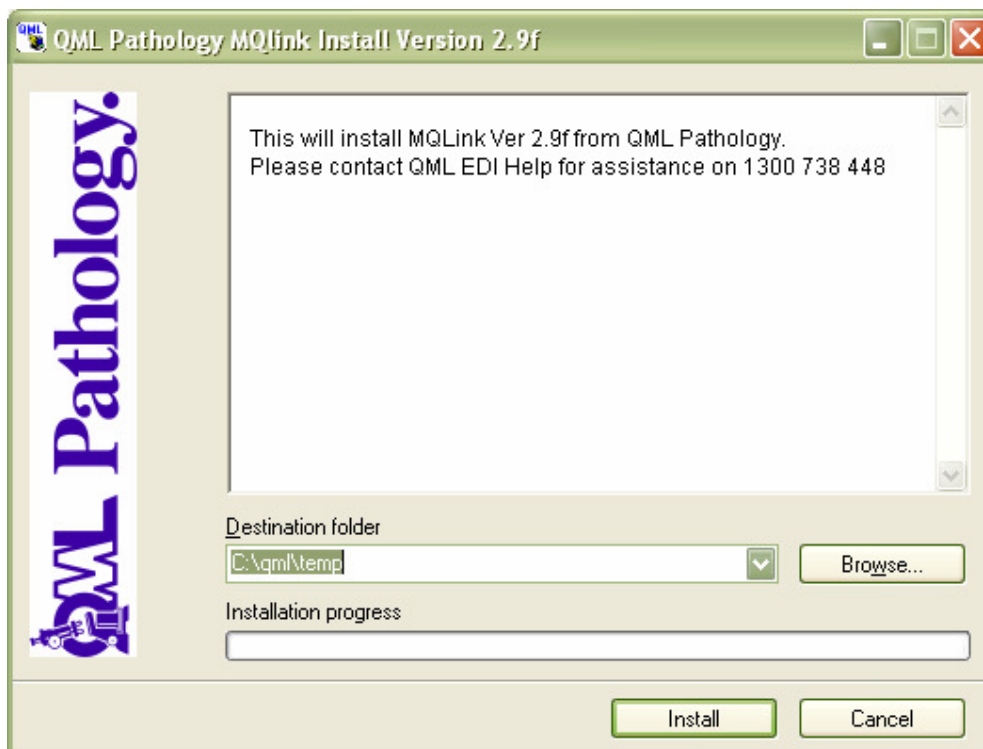 QML
QML Pathology MQlink Install Version 2.9f
QML Pathology.
This will install MQLink Ver 2.9f from QML Pathology.
Please contact QML EDI Help for assistance on 1300 738 448
Destination folder
C:\qml\temp
Browse...
Installation progress
Install
Cancel